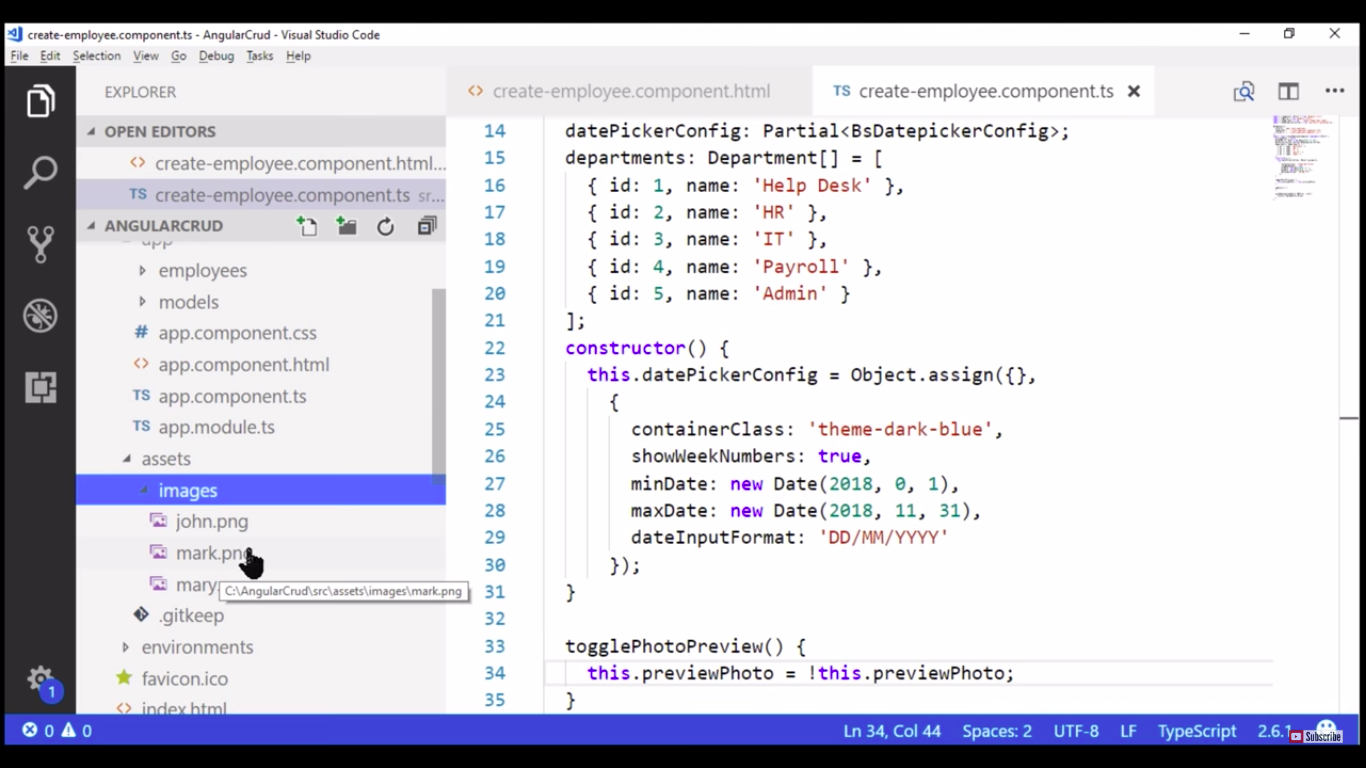 create-employee.component.ts - AngularCrud - Visual Studio Code
File Edit Selection View Go Debug Tasks Help
EXPLORER
OPEN EDITORS
create-employee.component.html...
TS create-employee.component.ts sr...
ANGULARCRUD
app
employees
models
# app.component.css
<> app.component.html
TS app.component.ts
TS app.module.ts
assets
images
john.png
mark.png
mary
C:\AngularCrud\src\assets\images\mark.png
.gitkeep
environments
favicon.ico
<> index.html
1
<> create-employee.component.html
TS create-employee.component.ts
14 datePickerConfig: Partial<BsDatepickerConfig>;
15 departments: Department[] = [
16 { id: 1, name: 'Help Desk' },
17 { id: 2, name: 'HR' },
18 { id: 3, name: 'IT' },
19 { id: 4, name: 'Payroll' },
20 { id: 5, name: 'Admin' }
21 ];
22 constructor() {
23 this.datePickerConfig = Object.assign({},
24 {
25 containerClass: 'theme-dark-blue',
26 showWeekNumbers: true,
27 minDate: new Date(2018, 0, 1),
28 maxDate: new Date(2018, 11, 31),
29 dateInputFormat: 'DD/MM/YYYY'
30 });
31 }
32
33 togglePhotoPreview() {
34 this.previewPhoto = !this.previewPhoto;
35 }
0 0 Ln 34, Col 44 Spaces: 2 UTF-8 LF TypeScript 2.6.1
Subscribe